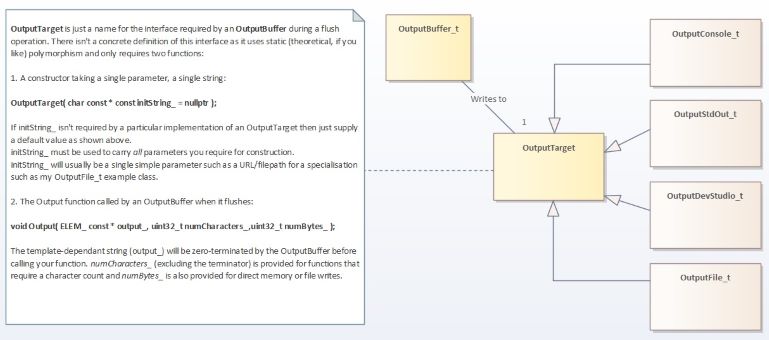 OutputTarget is just a name for the interface required by an OutputBuffer during a flush
operation. There isn't a concrete definition of this interface as it uses static (theoretical, if you
like) polymorphism and only requires two functions:
1. A constructor taking a single parameter, a single string:
OutputTarget( char const * const initString_ = nullptr );
If initString_ isn't required by a particular implementation of an OutputTarget then just supply
a default value as shown above.
initString_ must be used to carry all parameters you require for construction.
initString_ will usually be a single simple parameter such as a URL/filepath for a specialisation
such as my OutputFile_t example class.
2. The Output function called by an OutputBuffer when it flushes:
void Output( ELEM_ const * output_, uint32_t numCharacters_,uint32_t numBytes_ );
The template-dependant string (output_) will be zero-terminated by the OutputBuffer before
calling your function. numCharacters_ (excluding the terminator) is provided for functions that
require a character count and numBytes_ is also provided for direct memory or file writes.
OutputBuffer_t
Writes to
1
OutputTarget
OutputConsole_t
OutputStdOut_t
OutputDevStudio_t
OutputFile_t